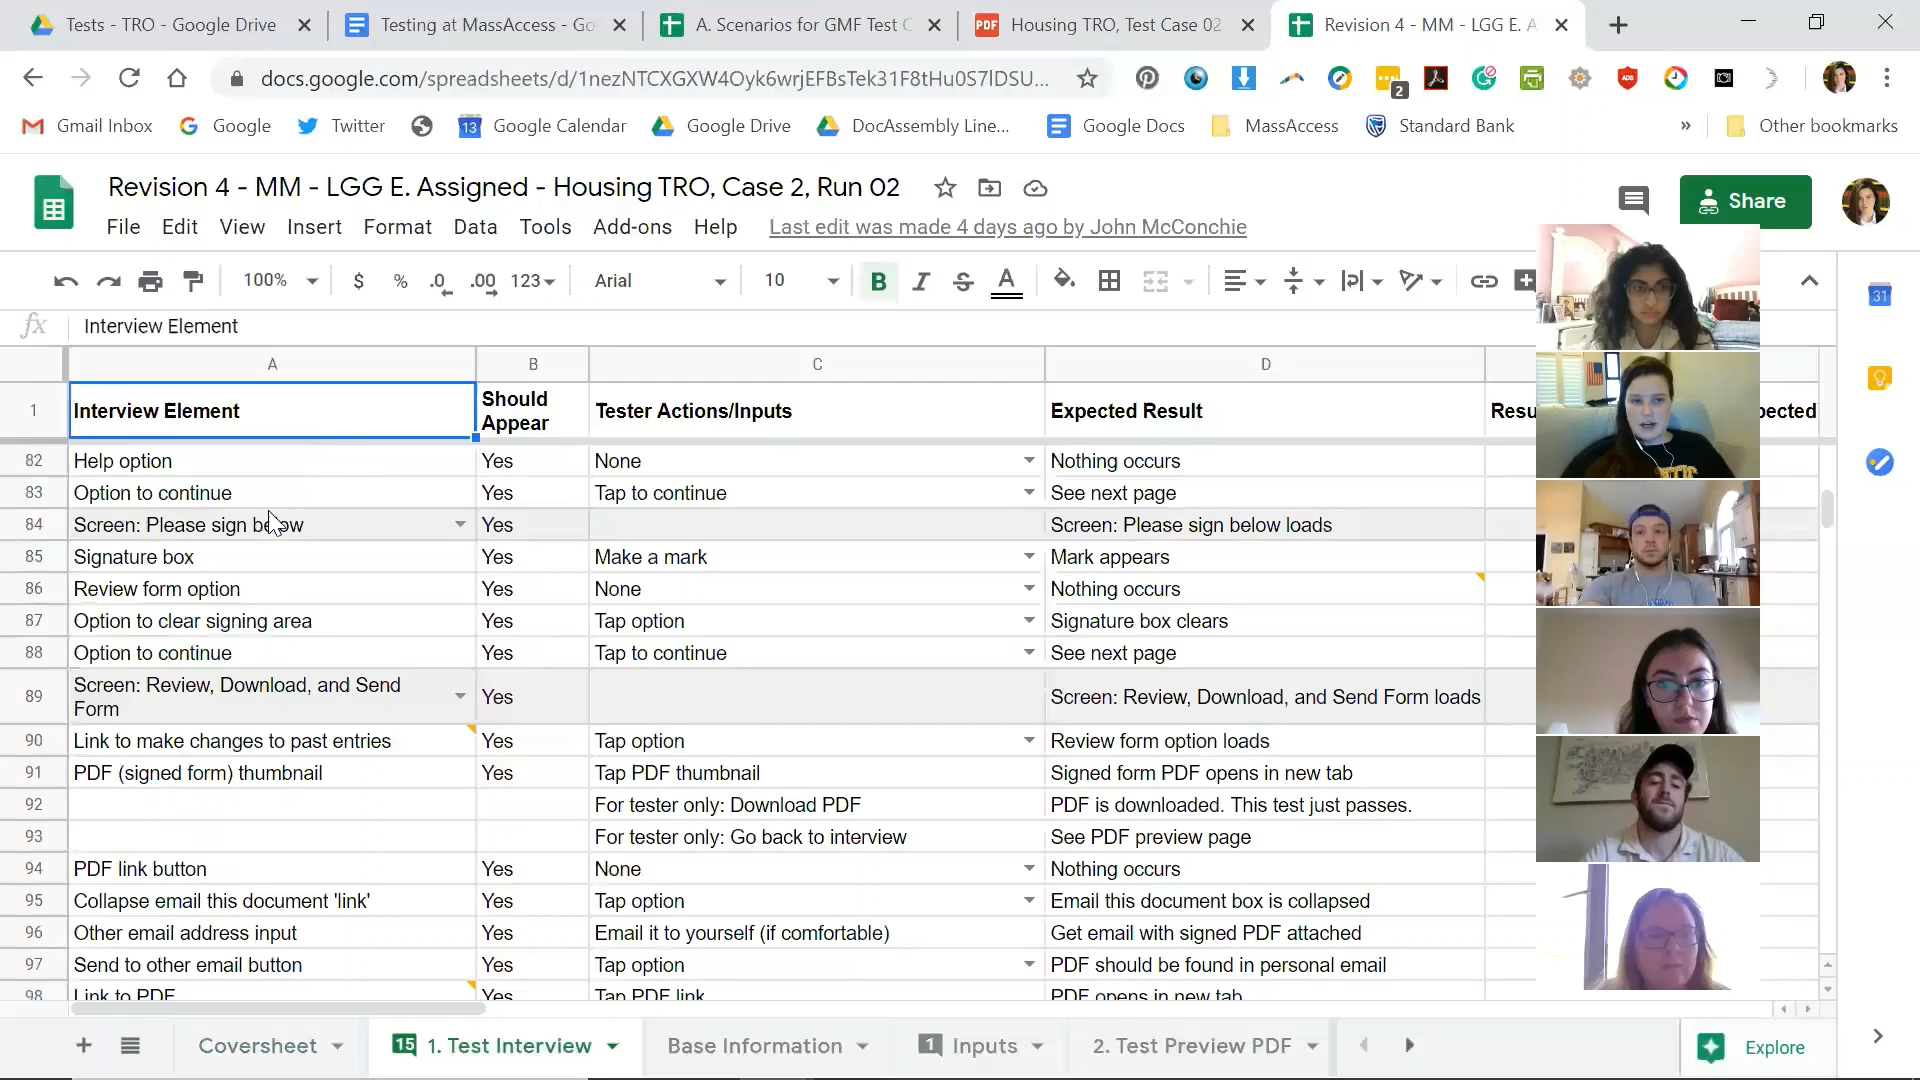 Tests - TRO - Google Drive
Testing at MassAccess - Go
A. Scenarios for GMF Test C
PDF
Housing TRO, Test Case 02
Revision 4 - MM - LGG E. A
docs.google.com/spreadsheets/d/1nezNTCXGXW4Oyk6wrjEFBsTek31F8tHu0S7lDSU...
2
ADS
Gmail Inbox
Google
Twitter
13
Google Calendar
Google Drive
DocAssembly Line...
Google Docs
MassAccess
Standard Bank
»
Other bookmarks
Revision 4 - MM - LGG E. Assigned - Housing TRO, Case 2, Run 02
Share
File Edit View Insert Format Data Tools Add-ons Help
Last edit was made 4 days ago by John McConchie
100% $ % .0 .00 123 Arial 10 B I S A
31
fx Interview Element
A B C D
1 Interview Element Should Appear Tester Actions/Inputs Expected Result Resu pected
82 Help option Yes None Nothing occurs
83 Option to continue Yes Tap to continue See next page
84 Screen: Please sign below Yes Screen: Please sign below loads
85 Signature box Yes Make a mark Mark appears
86 Review form option Yes None Nothing occurs
87 Option to clear signing area Yes Tap option Signature box clears
88 Option to continue Yes Tap to continue See next page
89 Screen: Review, Download, and Send Form Yes Screen: Review, Download, and Send Form loads
90 Link to make changes to past entries Yes Tap option Review form option loads
91 PDF (signed form) thumbnail Yes Tap PDF thumbnail Signed form PDF opens in new tab
92 For tester only: Download PDF PDF is downloaded. This test just passes.
93 For tester only: Go back to interview See PDF preview page
94 PDF link button Yes None Nothing occurs
95 Collapse email this document 'link' Yes Tap option Email this document box is collapsed
96 Other email address input Yes Email it to yourself (if comfortable) Get email with signed PDF attached
97 Send to other email button Yes Tap option PDF should be found in personal email
98 Link to PDF Yes Tap PDF link PDF opens in new tab
Coversheet
15 1. Test Interview
Base Information
1 Inputs
2. Test Preview PDF
Explore